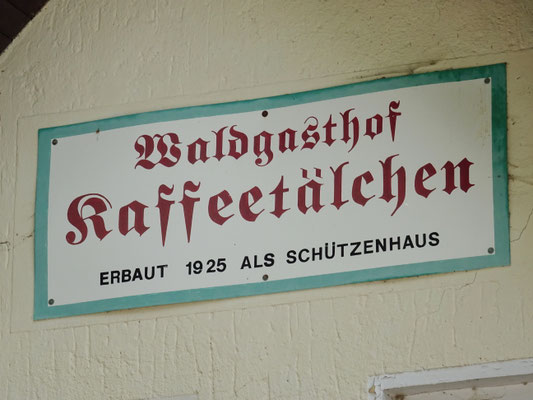 Waldgasthof
Kaffeetälchen
ERBAUT 1925 ALS SCHÜTZENHAUS